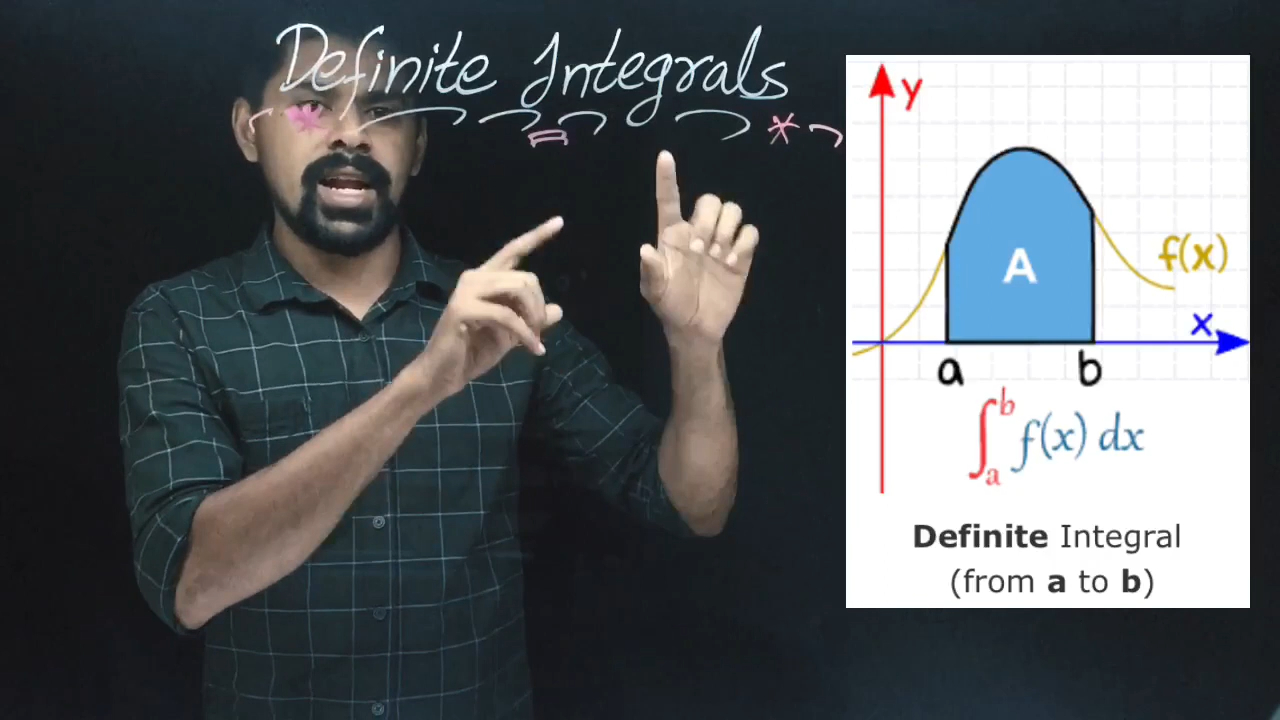 Definite Integrals
y
A
f(x)
x
a b
∫ₐᵇ f(x) dx
Definite Integral
(from a to b)